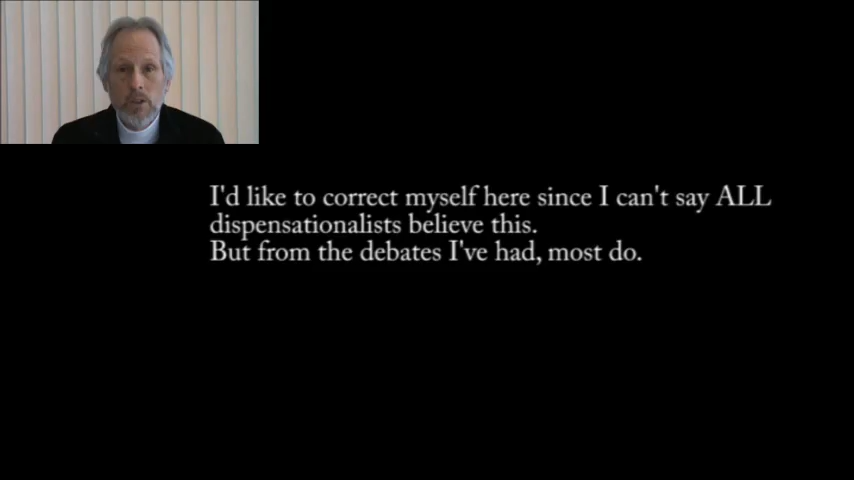 I'd like to correct myself here since I can't say ALL
dispensationalists believe this.
But from the debates I've had, most do.